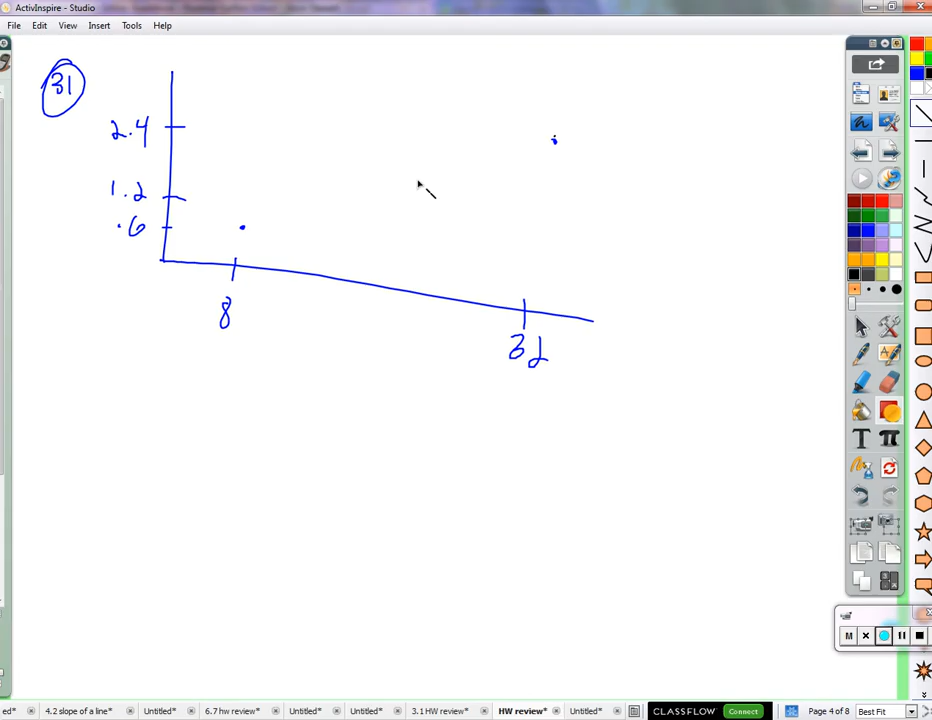 ActivInspire - Studio
File Edit View Insert Tools Help
31
2.4
1.2
.6
8
32
M
ed* 4.2 slope of a line* Untitled* 6.7 hw review* Untitled* Untitled* 3.1 HW review* HW review* Untitled* CLASSFLOW Connect Page 4 of 8 Best Fit